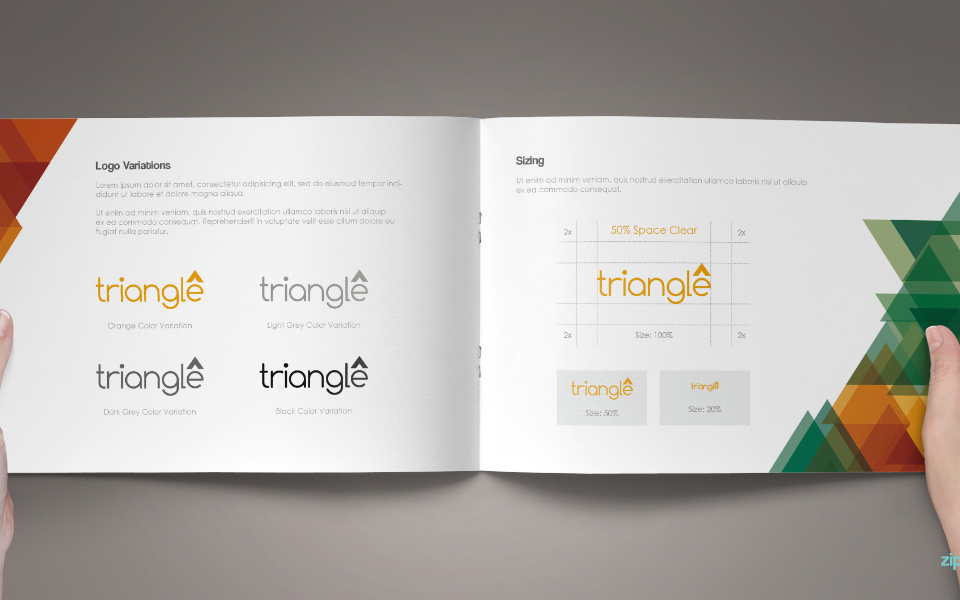 Logo Variations
Lorem ipsum dolor sit amet, consectetur adipisicing elit, sed do eiusmod tempor inci-
didunt ut labore et dolore magna aliqua.
Ut enim ad minim veniam, quis nostrud exercitation ullamco laboris nisi ut aliquip
ex ea commodo consequat. Reprehenderit in voluptate velit esse cillum dolore eu
fugiat nulla pariatur.
triangle
Orange Color Variation
triangle
Light Grey Color Variation
triangle
Dark Grey Color Variation
triangle
Black Color Variation
Sizing
Ut enim ad minim veniam, quis nostrud exercitation ullamco laboris nisi ut aliquip
ex ea commodo consequat.
2x
50% Space Clear
2x
triangle
2x
Size: 100%
2x
triangle
Size: 50%
triangle
Size: 20%
zip